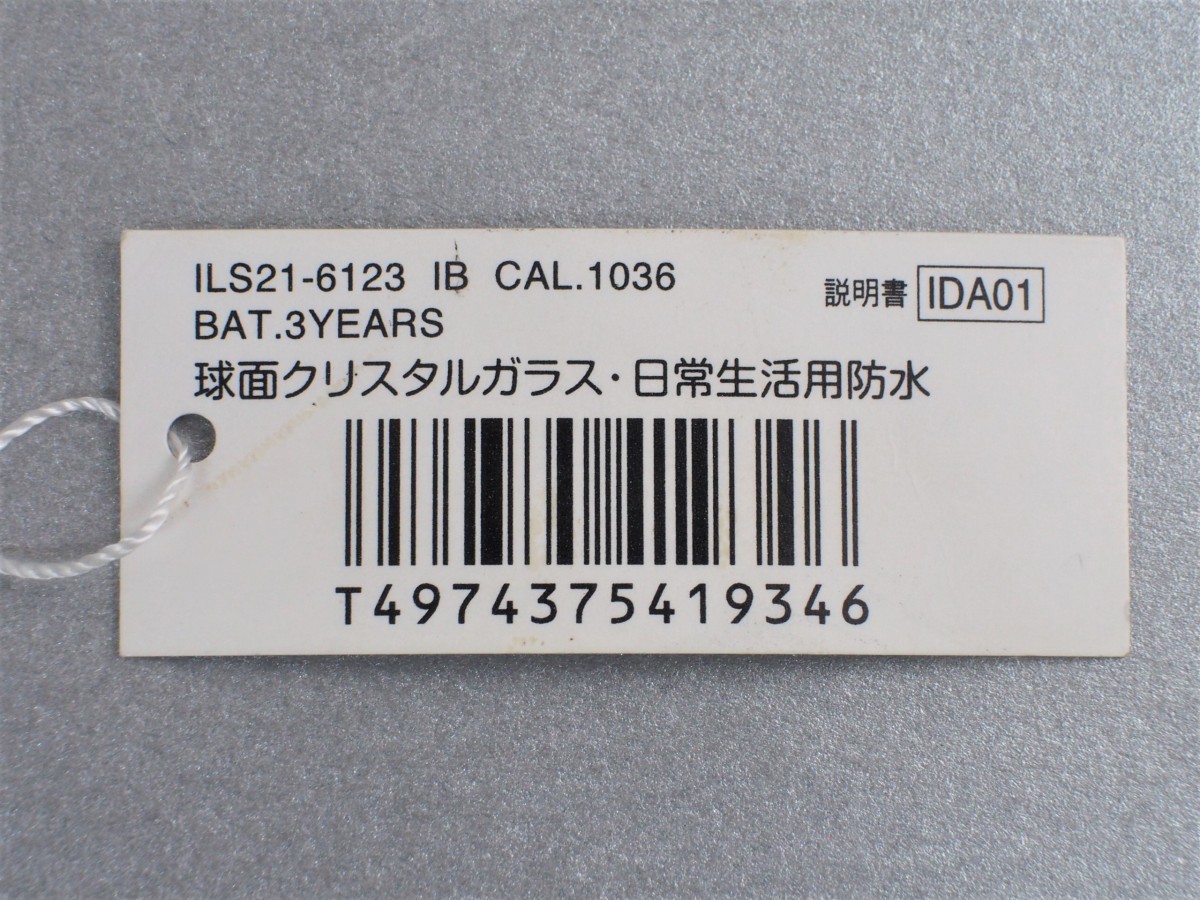 ILS21-6123 IB CAL.1036
説明書 IDA01
BAT.3YEARS
球面クリスタルガラス・日常生活用防水
T4974375419346